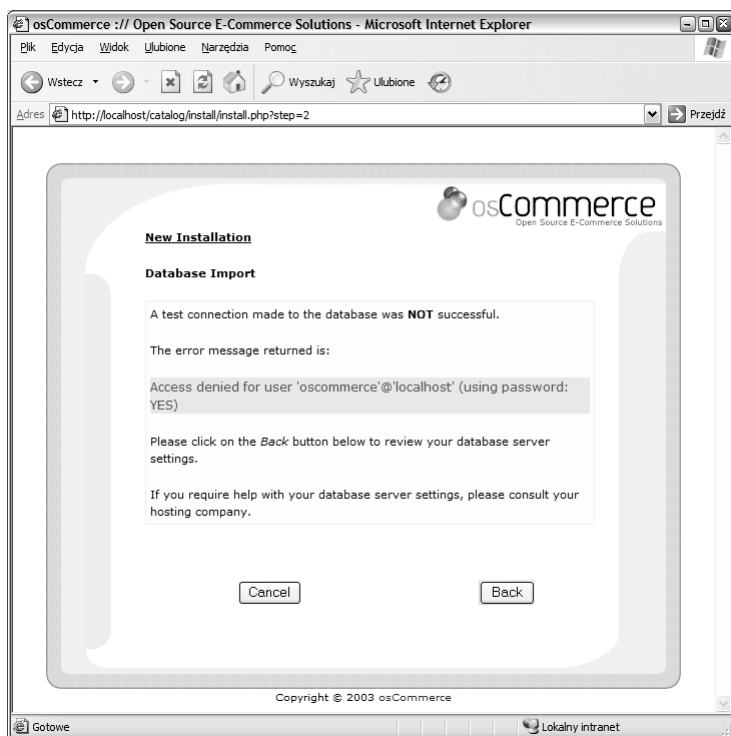 osCommerce :// Open Source E-Commerce Solutions - Microsoft Internet Explorer
Plik Edycja Widok Ulubione Narzędzia Pomoc
Wstecz Wyszukaj Ulubione
Adres http://localhost/catalog/install/install.php?step=2 Przejdź
osCommerce
Open Source E-Commerce Solutions
New Installation
Database Import
A test connection made to the database was NOT successful.
The error message returned is:
Access denied for user 'oscommerce'@'localhost' (using password:
YES)
Please click on the Back button below to review your database server
settings.
If you require help with your database server settings, please consult your
hosting company.
Cancel Back
Copyright © 2003 osCommerce
Gotowe Lokalny intranet